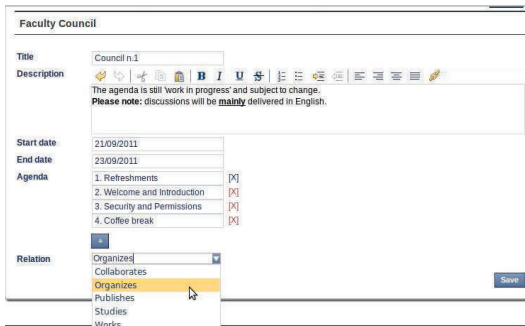 Faculty Council
Title
Council n.1
Description
B I U S
The agenda is still 'work in progress' and subject to change.
Please note: discussions will be mainly delivered in English.
Start date
21/09/2011
End date
23/09/2011
Agenda
1. Refreshments [X]
2. Welcome and Introduction [X]
3. Security and Permissions [X]
4. Coffee break [X]
+
Relation
Organizes
Collaborates
Organizes
Publishes
Studies
Works
Save